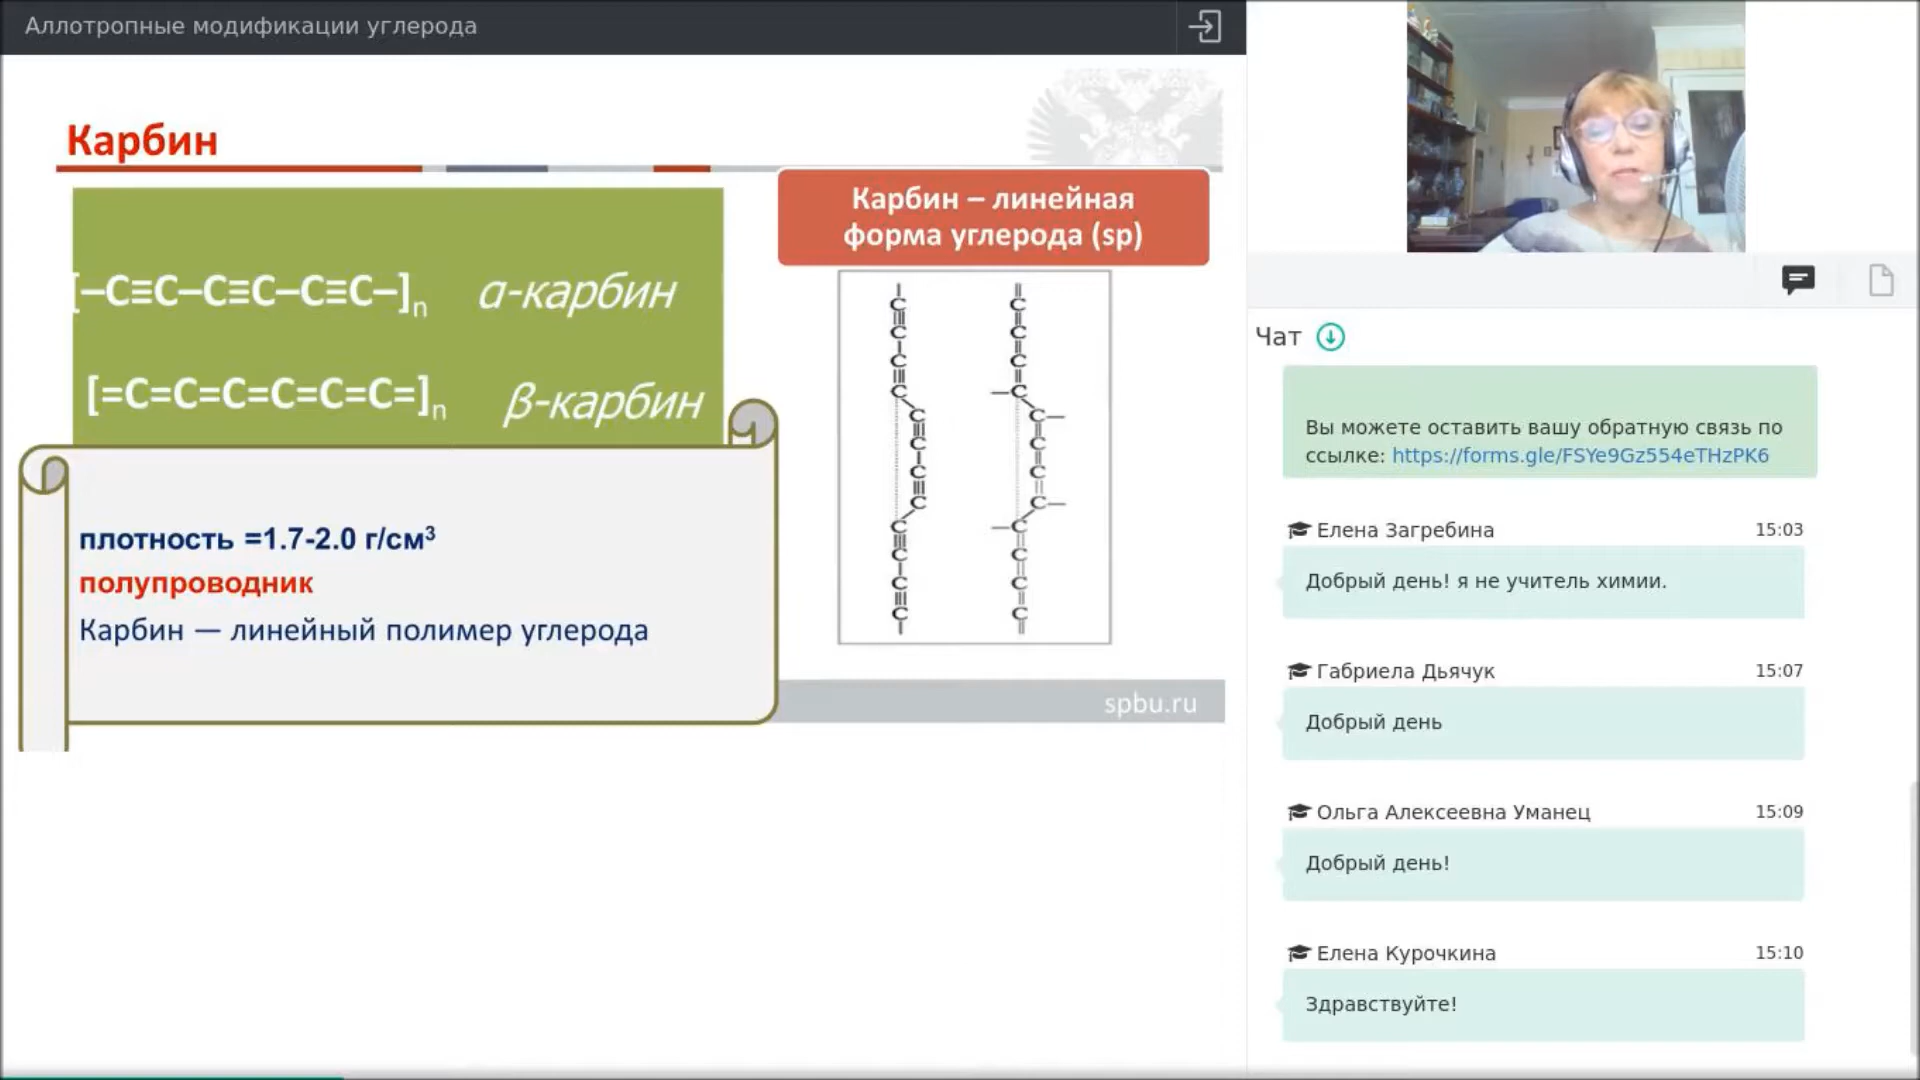 Аллотропные модификации углерода
Карбин
[–C≡C–C≡C–C≡C–]n α-карбин
[=C=C=C=C=C=C=]n β-карбин
плотность =1.7-2.0 г/см³
полупроводник
Карбин — линейный полимер углерода
Карбин – линейная
форма углерода (sp)
spbu.ru
Чат
Вы можете оставить вашу обратную связь по
ссылке: https://forms.gle/FSYe9Gz554eTHzPK6
Елена Загребина 15:03
Добрый день! я не учитель химии.
Габриела Дьячук 15:07
Добрый день
Ольга Алексеевна Уманец 15:09
Добрый день!
Елена Курочкина 15:10
Здравствуйте!